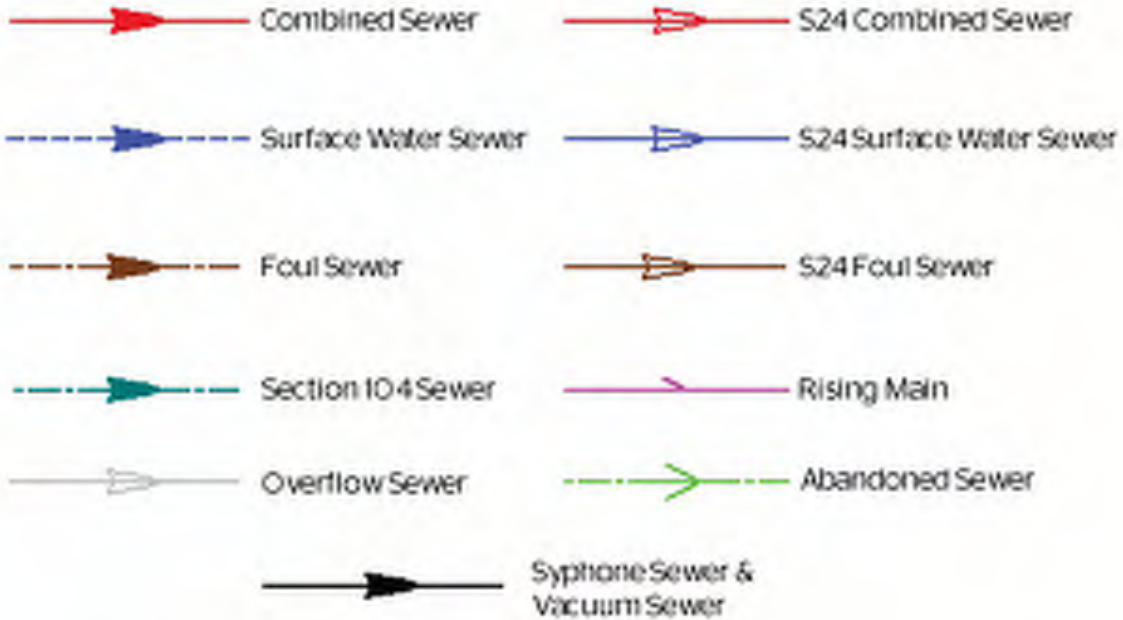 Combined Sewer
S24 Combined Sewer
Surface Water Sewer
S24 Surface Water Sewer
Foul Sewer
S24 Foul Sewer
Section 104 Sewer
Rising Main
Overflow Sewer
Abandoned Sewer
Syphone Sewer &
Vacuum Sewer